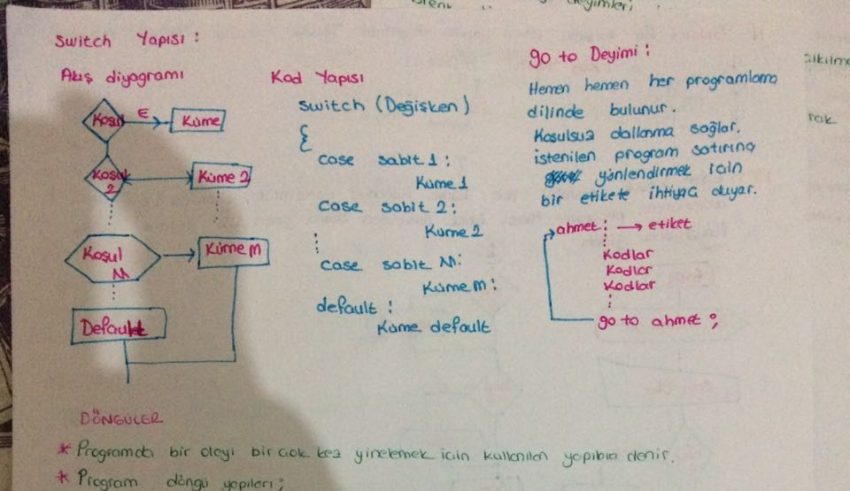 Switch Yapısı :
Akış diyagramı
Koşul
E
Küme
Koşul
2
Küme 2
Koşul
M
Küme m
Default
Kod Yapısı
Switch (Değişken)
{
case sabit 1 :
Küme 1
case sabit 2 :
Küme 2
case sabit M:
Küme m :
default :
Küme default
go to Deyimi :
Hemen hemen her programlama
dilinde bulunur.
Koşulsuz dallanma sağlar.
istenilen program satırına
yönlendirmek için
bir etikete ihtiyaç duyar.
ahmet : → etiket
Kodlar
Kodlar
Kodlar
go to ahmet ;
DÖNGÜLER
* Programda bir olayı bir çok kez yinelemek için kullanılan yapıbra denir.
* Program döngü yapıları ;